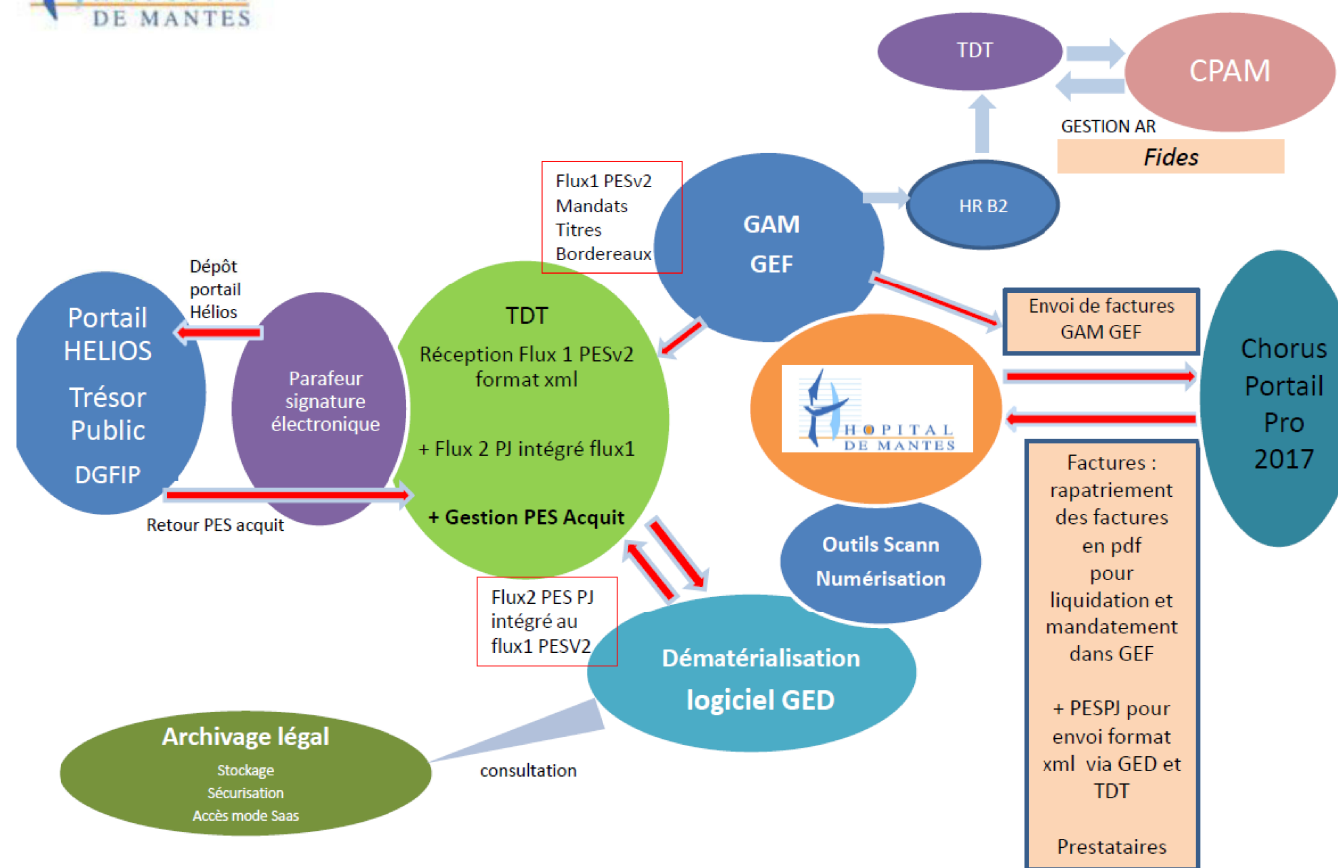 DE MANTES
TDT
CPAM
GESTION AR
Fides
HR B2
Flux1 PESv2
Mandats
Titres
Bordereaux
GAM
GEF
Dépôt
portail
Hélios
Portail
HELIOS
Trésor
Public
DGFIP
Parafeur
signature
électronique
TDT
Réception Flux 1 PESv2
format xml
+ Flux 2 PJ intégré flux1
+ Gestion PES Acquit
Retour PES acquit
HOPITAL
DE MANTES
Envoi de factures
GAM GEF
Chorus
Portail
Pro
2017
Outils Scann
Numérisation
Flux2 PES PJ
intégré au
flux1 PESV2
Dématérialisation
logiciel GED
Factures :
rapatriement
des factures
en pdf
pour
liquidation et
mandatement
dans GEF
+ PESPJ pour
envoi format
xml via GED et
TDT
Prestataires
Archivage légal
Stockage
Sécurisation
Accès mode Saas
consultation